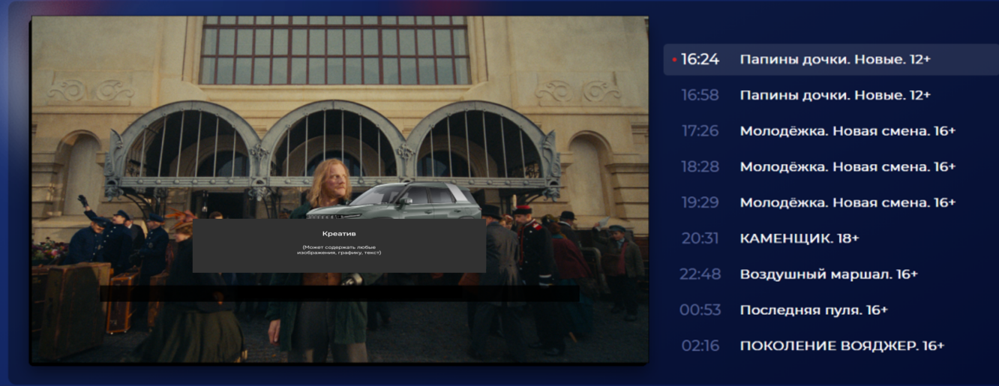 Креатив
(Может содержать любые
изображения, графику, текст)
16:24 Папины дочки. Новые. 12+
16:58 Папины дочки. Новые. 12+
17:26 Молодёжка. Новая смена. 16+
18:28 Молодёжка. Новая смена. 16+
19:29 Молодёжка. Новая смена. 16+
20:31 КАМЕНЩИК. 18+
22:48 Воздушный маршал. 16+
00:53 Последняя пуля. 16+
02:16 ПОКОЛЕНИЕ ВОЯДЖЕР. 16+